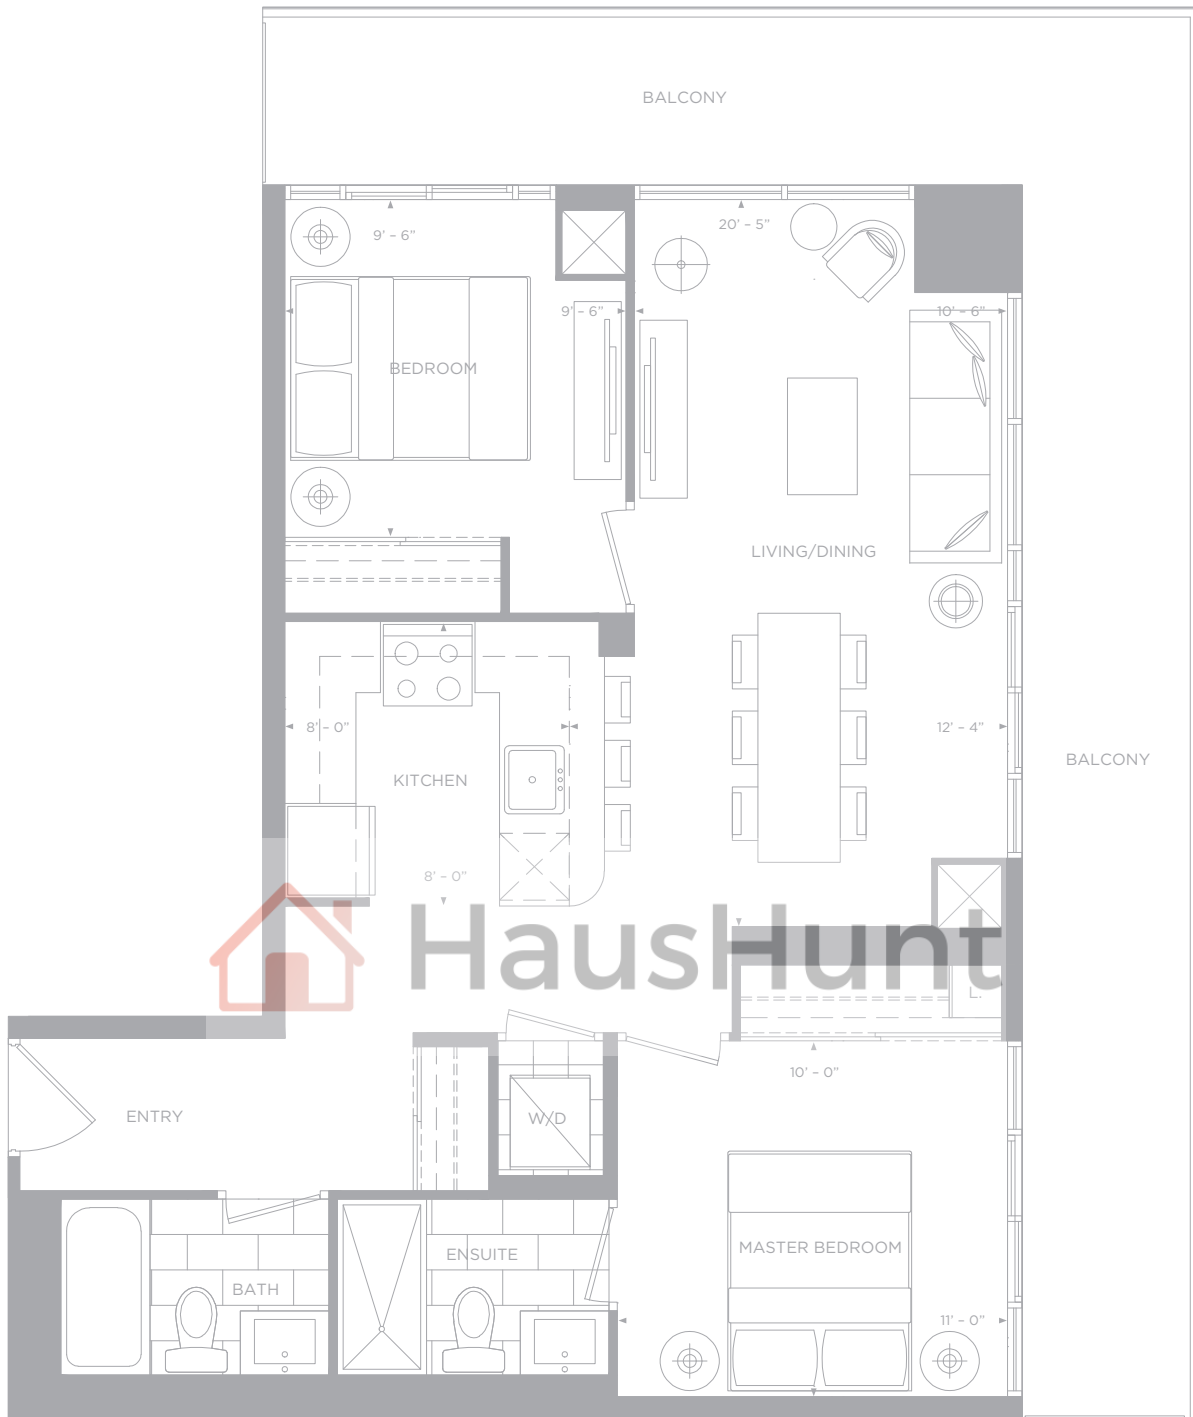 BALCONY
9' – 6"
20' – 5"
9' – 6"
10' – 6"
BEDROOM
LIVING/DINING
8' – 0"
12' – 4"
KITCHEN
BALCONY
8' – 0"
HausHunt
L.
10' – 0"
ENTRY
W/D
MASTER BEDROOM
ENSUITE
BATH
11' – 0"